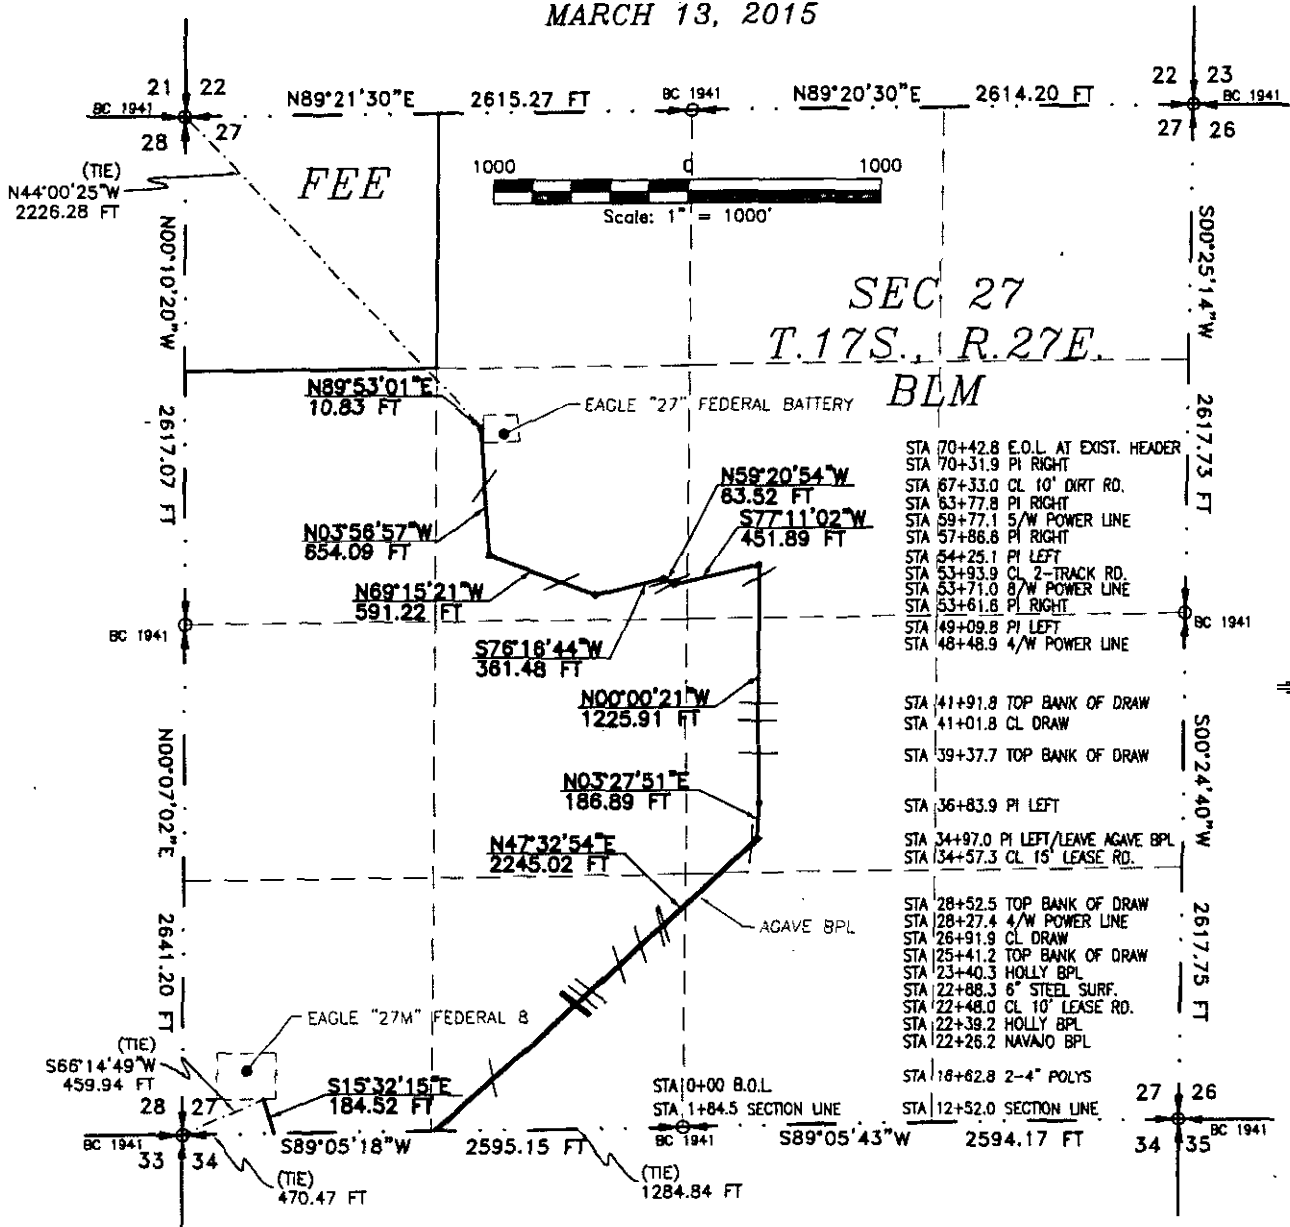 MARCH 13, 2015
21 22
N89°21'30"E 2615.27 FT
BC 1941
N89°20'30"E 2614.20 FT
22 23
BC 1941
BC 1941
28 27
27 26
(TIE)
N44°00'25"W
2226.28 FT
FEE
1000 0 1000
Scale: 1" = 1000'
N00°10'20"W
2617.07 FT
S00°25'14"W
2617.73 FT
SEC 27
T.17S., R.27E.
BLM
N89°53'01"E
10.83 FT
EAGLE "27" FEDERAL BATTERY
N59°20'54"W
63.52 FT
S77°11'02"W
451.89 FT
N03°56'57"W
654.09 FT
N69°15'21"W
591.22 FT
S76°16'44"W
361.48 FT
BC 1941
BC 1941
N00°00'21"W
1225.91 FT
N03°27'51"E
186.89 FT
N47°32'54"E
2245.02 FT
AGAVE BPL
STA 70+42.8 E.O.L. AT EXIST. HEADER
STA 70+31.9 PI RIGHT
STA 67+33.0 CL 10' DIRT RD.
STA 63+77.8 PI RIGHT
STA 59+77.1 5/W POWER LINE
STA 57+86.6 PI RIGHT
STA 54+25.1 PI LEFT
STA 53+93.9 CL 2-TRACK RD.
STA 53+71.0 8/W POWER LINE
STA 53+61.6 PI RIGHT
STA 49+09.8 PI LEFT
STA 48+48.9 4/W POWER LINE
STA 41+91.8 TOP BANK OF DRAW
STA 41+01.8 CL DRAW
STA 39+37.7 TOP BANK OF DRAW
STA 36+83.9 PI LEFT
STA 34+97.0 PI LEFT/LEAVE AGAVE BPL
STA 34+57.3 CL 15' LEASE RD.
STA 28+52.5 TOP BANK OF DRAW
STA 28+27.4 4/W POWER LINE
STA 26+91.9 CL DRAW
STA 25+41.2 TOP BANK OF DRAW
STA 23+40.3 HOLLY BPL
STA 22+88.3 6" STEEL SURF.
STA 22+48.0 CL 10' LEASE RD.
STA 22+39.2 HOLLY BPL
STA 22+26.2 NAVAJO BPL
STA 18+62.8 2-4" POLYS
STA 12+52.0 SECTION LINE
N00°07'02"E
2641.20 FT
S00°24'40"W
2617.75 FT
EAGLE "27M" FEDERAL 8
(TIE)
S66°14'49"W
459.94 FT
S15°32'15"E
184.52 FT
STA 0+00 B.O.L
STA 1+84.5 SECTION LINE
28 27
27 26
BC 1941
BC 1941
BC 1941
33 34
34 35
S89°05'18"W 2595.15 FT
S89°05'43"W 2594.17 FT
(TIE)
470.47 FT
(TIE)
1284.84 FT